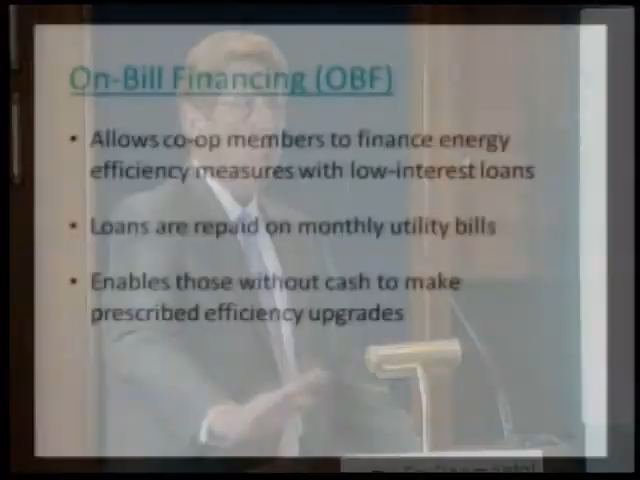 On-Bill Financing (OBF)
• Allows co-op members to finance energy
efficiency measures with low-interest loans
• Loans are repaid on monthly utility bills
• Enables those without cash to make
prescribed efficiency upgrades